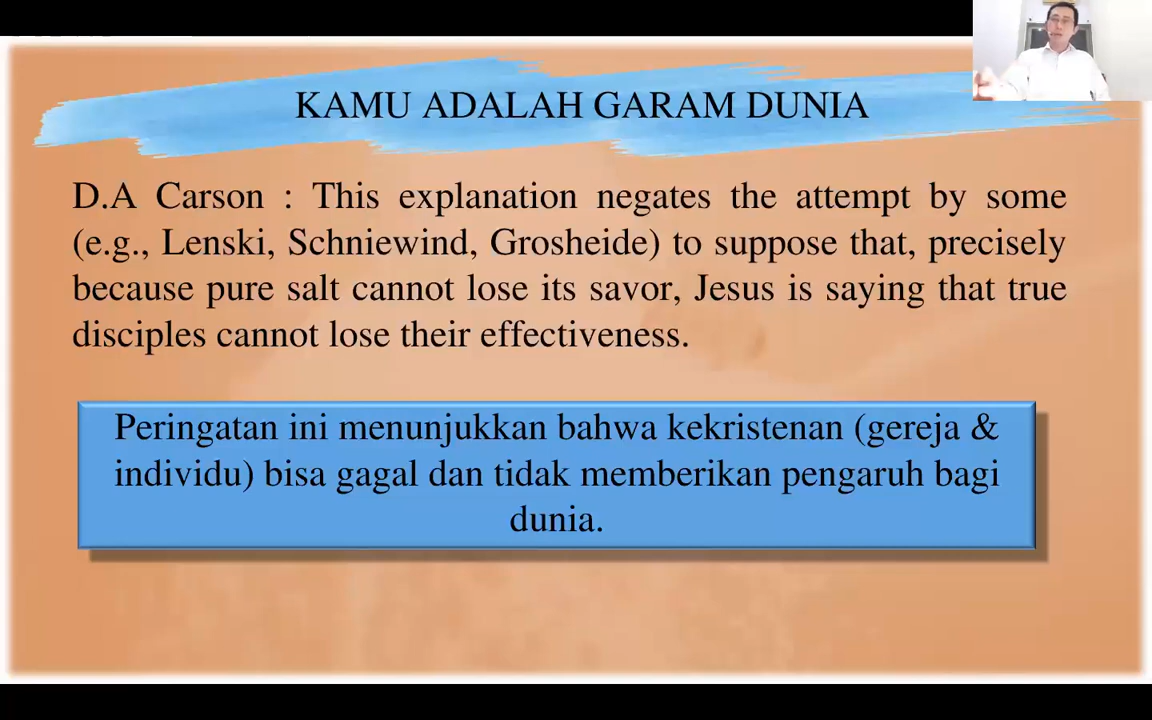 KAMU ADALAH GARAM DUNIA
D.A Carson : This explanation negates the attempt by some
(e.g., Lenski, Schniewind, Grosheide) to suppose that, precisely
because pure salt cannot lose its savor, Jesus is saying that true
disciples cannot lose their effectiveness.
Peringatan ini menunjukkan bahwa kekristenan (gereja &
individu) bisa gagal dan tidak memberikan pengaruh bagi
dunia.